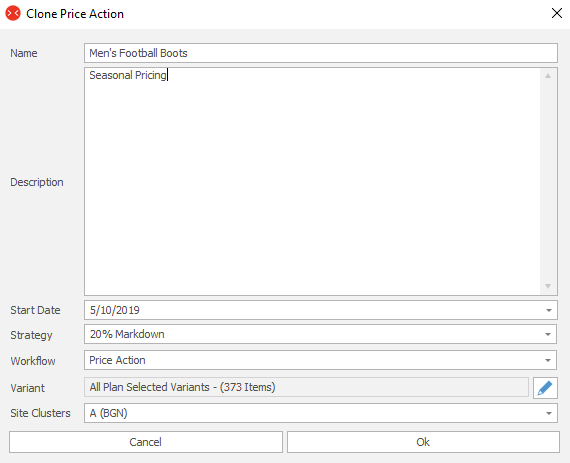 Clone Price Action
Name Men's Football Boots
Description Seasonal Pricing
Start Date 5/10/2019
Strategy 20% Markdown
Workflow Price Action
Variant All Plan Selected Variants - (373 Items)
Site Clusters A (BGN)
Cancel Ok